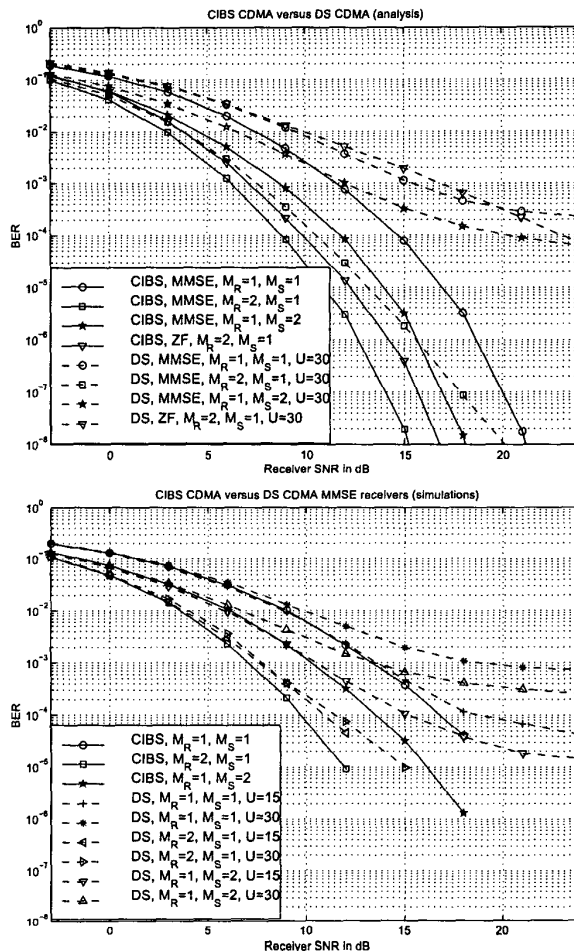 CIBS CDMA versus DS CDMA (analysis)
10^0
10^-1
10^-2
10^-3
10^-4
10^-5
10^-6
10^-7
10^-8
BER
CIBS, MMSE, M_R=1, M_S=1
CIBS, MMSE, M_R=2, M_S=1
CIBS, MMSE, M_R=1, M_S=2
CIBS, ZF, M_R=2, M_S=1
DS, MMSE, M_R=1, M_S=1, U=30
DS, MMSE, M_R=2, M_S=1, U=30
DS, MMSE, M_R=1, M_S=2, U=30
DS, ZF, M_R=2, M_S=1, U=30
0 5 10 15 20
Receiver SNR in dB
CIBS CDMA versus DS CDMA MMSE receivers (simulations)
10^0
10^-1
10^-2
10^-3
10^-4
10^-5
10^-6
10^-7
10^-8
BER
CIBS, M_R=1, M_S=1
CIBS, M_R=2, M_S=1
CIBS, M_R=1, M_S=2
DS, M_R=1, M_S=1, U=15
DS, M_R=1, M_S=1, U=30
DS, M_R=2, M_S=1, U=15
DS, M_R=2, M_S=1, U=30
DS, M_R=1, M_S=2, U=15
DS, M_R=1, M_S=2, U=30
0 5 10 15 20
Receiver SNR in dB